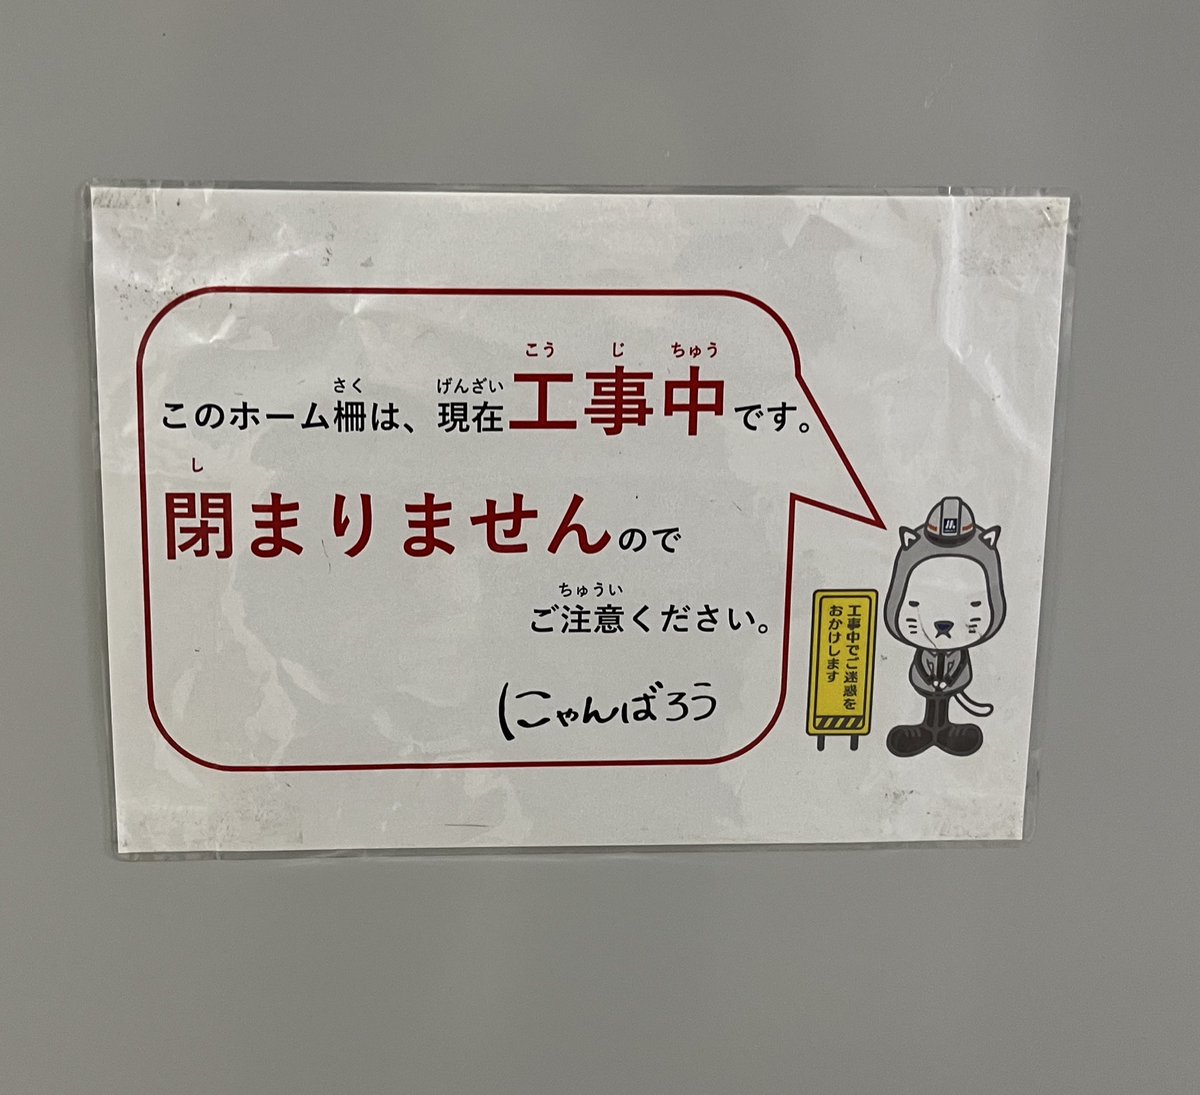 このホーム柵は、現在工事中です。
閉まりませんので
ご注意ください。
にゃんばろう
工事中でご迷惑を
おかけします